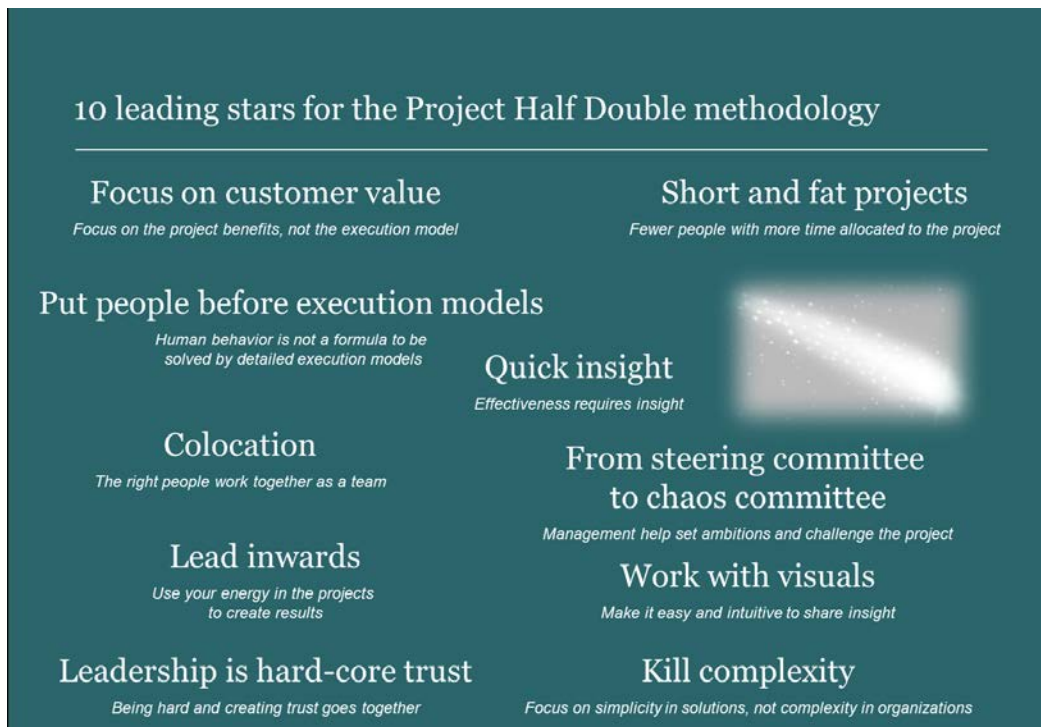 10 leading stars for the Project Half Double methodology
Focus on customer value
Focus on the project benefits, not the execution model
Short and fat projects
Fewer people with more time allocated to the project
Put people before execution models
Human behavior is not a formula to be
solved by detailed execution models
Quick insight
Effectiveness requires insight
Colocation
The right people work together as a team
From steering committee
to chaos committee
Management help set ambitions and challenge the project
Lead inwards
Use your energy in the projects
to create results
Work with visuals
Make it easy and intuitive to share insight
Leadership is hard-core trust
Being hard and creating trust goes together
Kill complexity
Focus on simplicity in solutions, not complexity in organizations